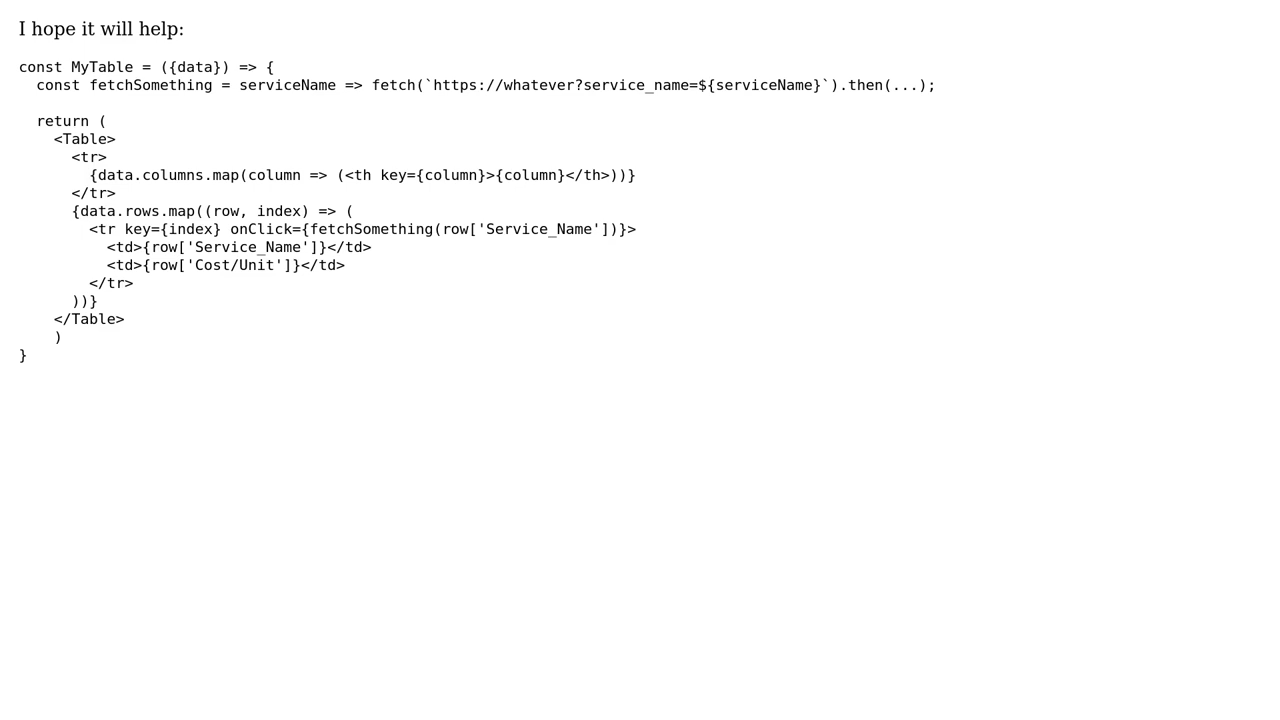 I hope it will help:
const MyTable = ({data}) => {
  const fetchSomething = serviceName => fetch(`https://whatever?service_name=${serviceName}`).then(...);

  return (
    <Table>
      <tr>
        {data.columns.map(column => (<th key={column}>{column}</th>))}
      </tr>
      {data.rows.map((row, index) => (
        <tr key={index} onClick={fetchSomething(row['Service_Name'])}>
          <td>{row['Service_Name']}</td>
          <td>{row['Cost/Unit']}</td>
        </tr>
      ))}
    </Table>
    )
}